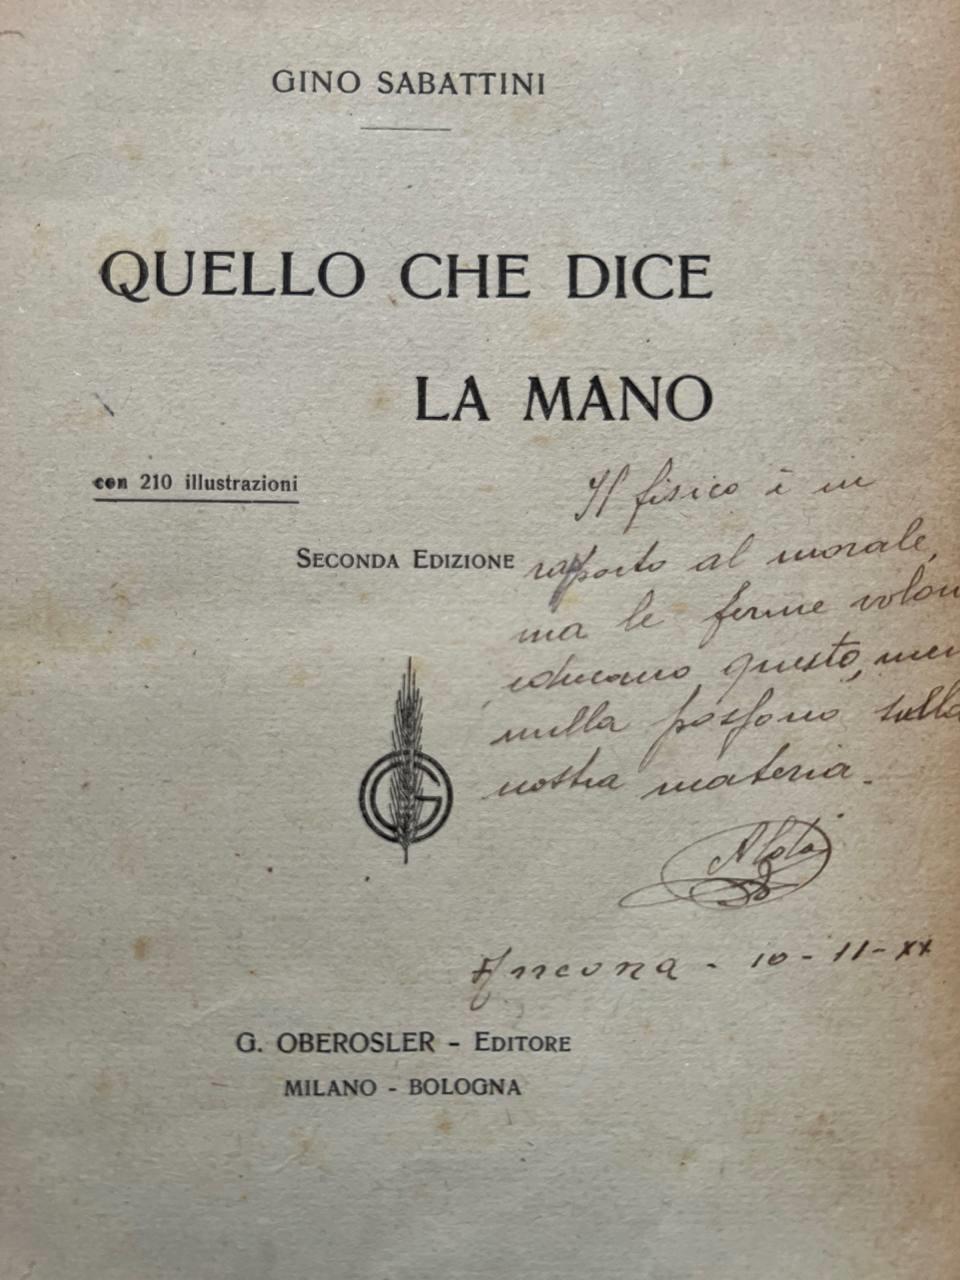 GINO SABATTINI
QUELLO CHE DICE
LA MANO
con 210 illustrazioni
SECONDA EDIZIONE
Il fisico è in
rapporto al morale,
ma le ferme volon
educano questo, men
nulla possono sulla
nostra materia.
Ancona - 10-11-XX
G
G. OBEROSLER - EDITORE
MILANO - BOLOGNA